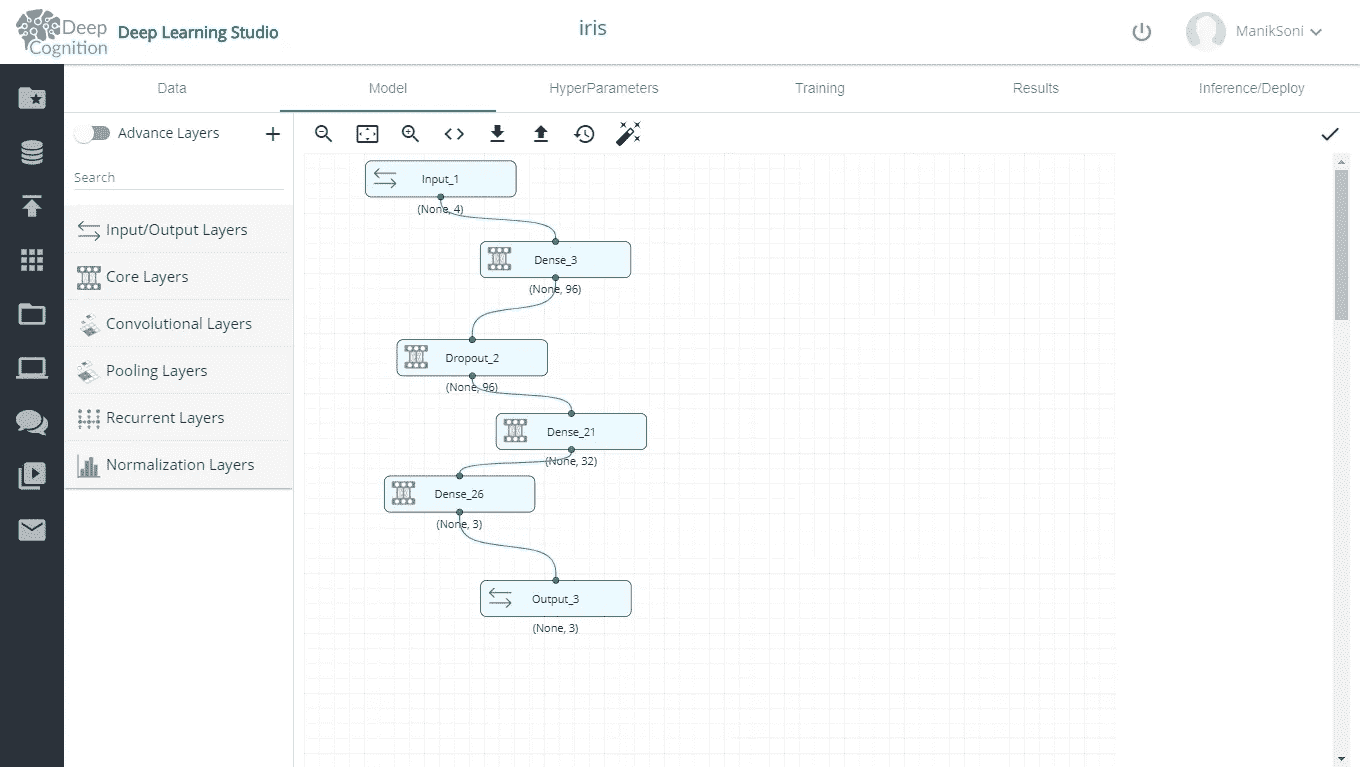 Deep
Cognition
Deep Learning Studio
iris
ManikSoni
Data
Model
HyperParameters
Training
Results
Inference/Deploy
Advance Layers
Search
Input/Output Layers
Core Layers
Convolutional Layers
Pooling Layers
Recurrent Layers
Normalization Layers
Input_1
(None, 4)
Dense_3
(None, 96)
Dropout_2
(None, 96)
Dense_21
(None, 32)
Dense_26
(None, 3)
Output_3
(None, 3)